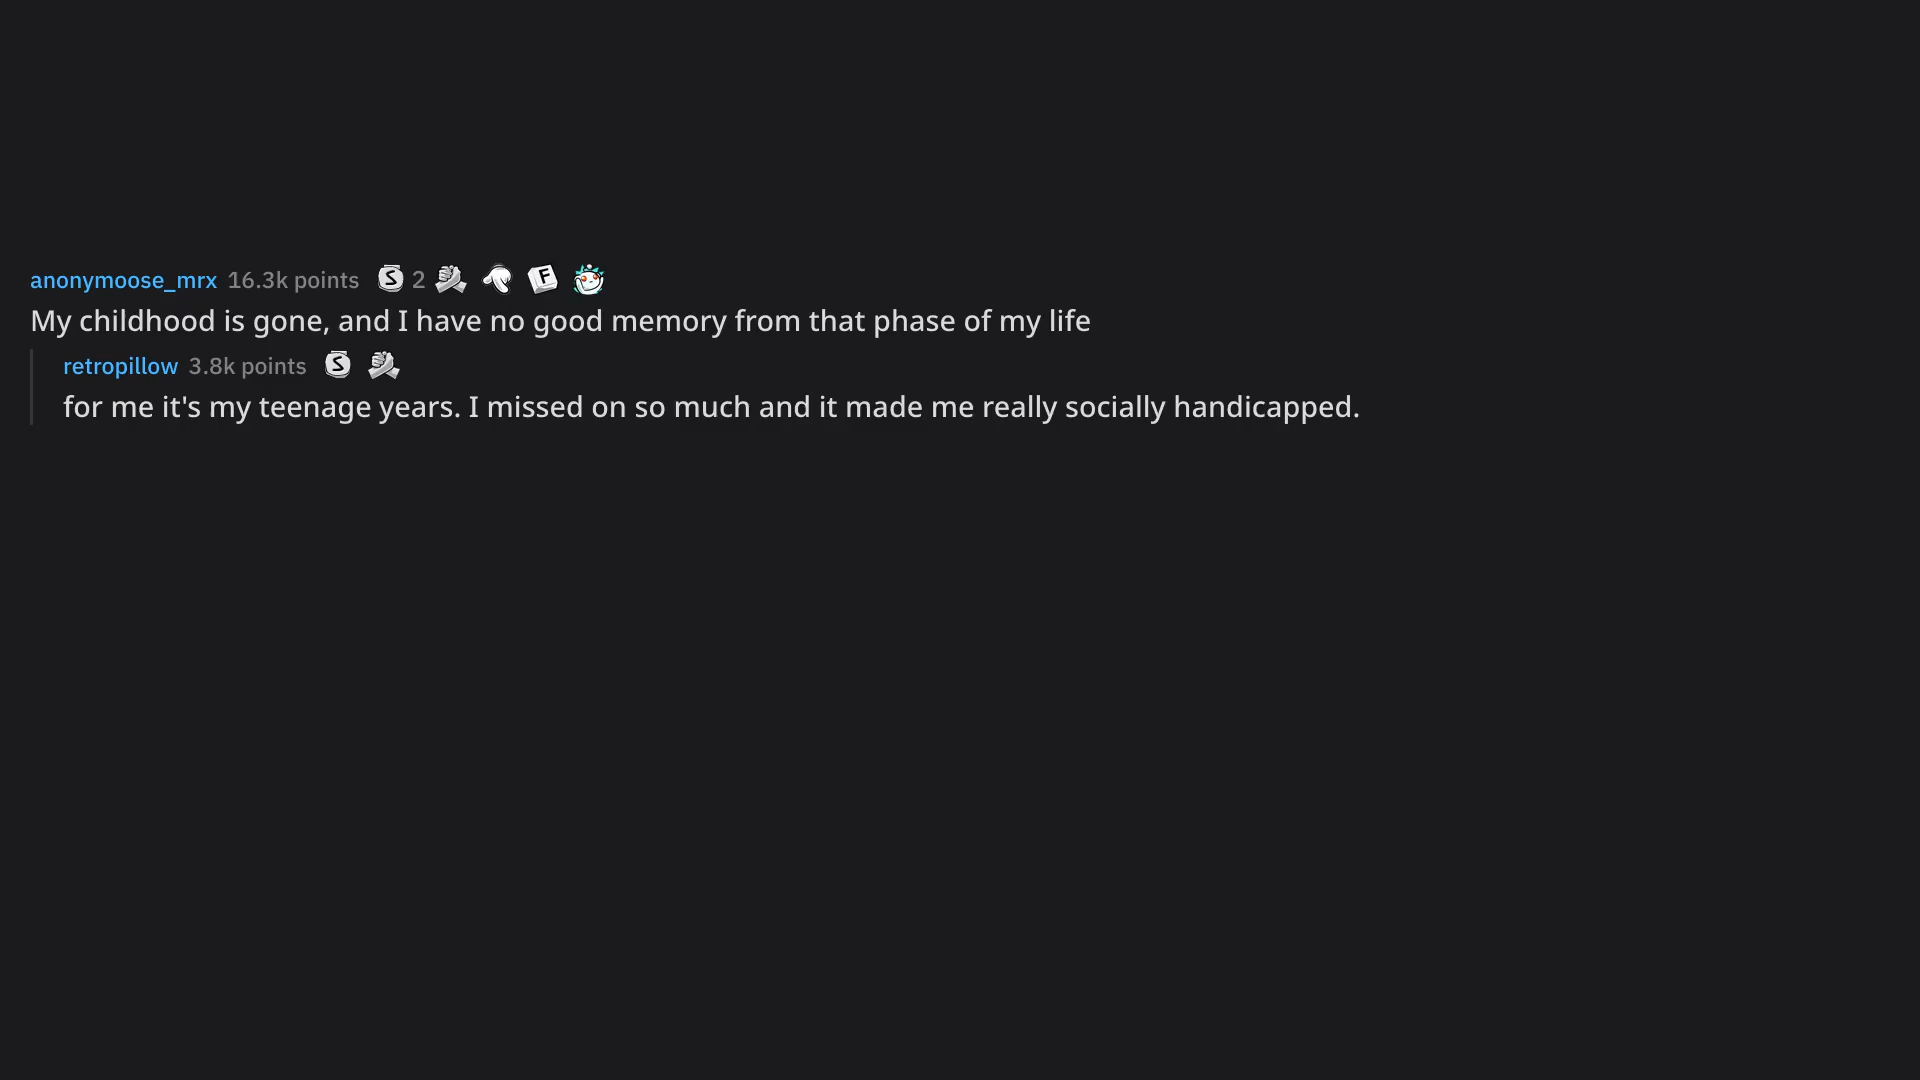 anonymoose_mrx 16.3k points S 2 F
My childhood is gone, and I have no good memory from that phase of my life
retropillow 3.8k points S
for me it's my teenage years. I missed on so much and it made me really socially handicapped.